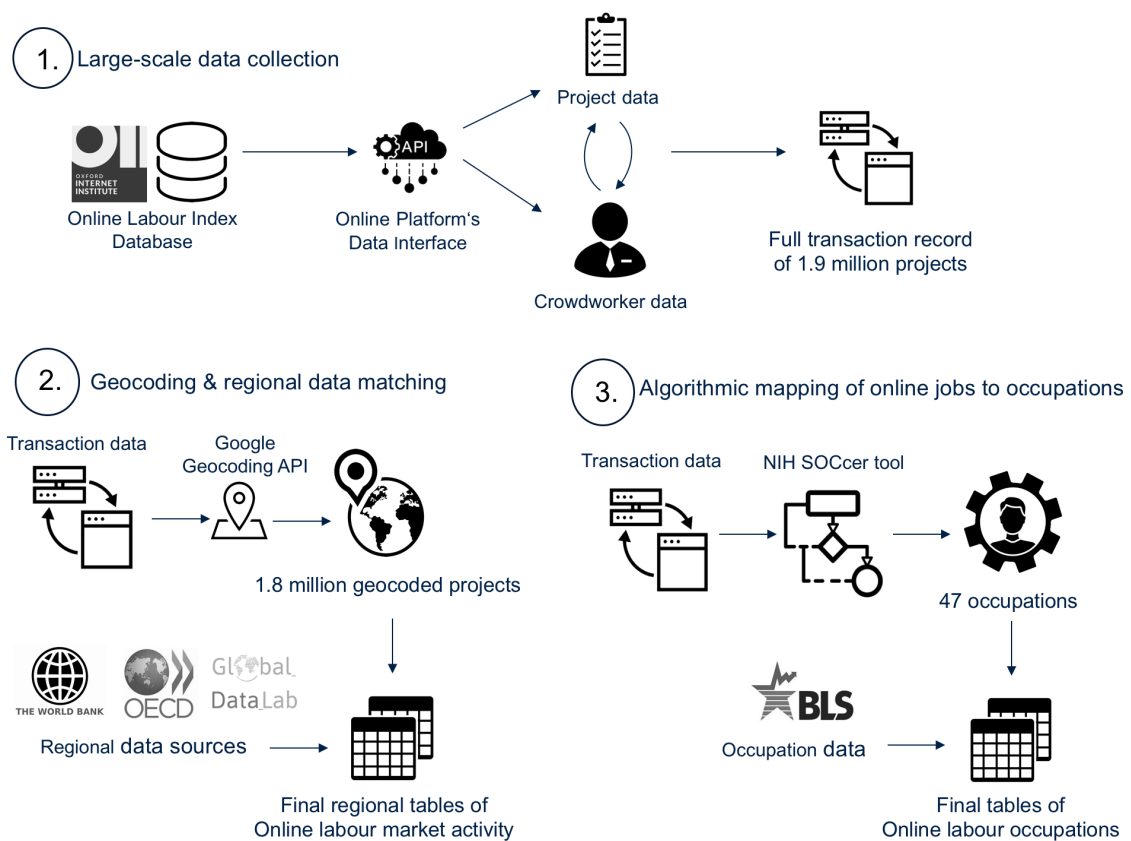 1. Large-scale data collection
OXFORD
INTERNET
INSTITUTE
Online Labour Index
Database
API
Online Platform‘s
Data Interface
Project data
Crowdworker data
Full transaction record
of 1.9 million projects
2. Geocoding & regional data matching
Transaction data
Google
Geocoding API
1.8 million geocoded projects
THE WORLD BANK
OECD
Global
DataLab
Regional data sources
Final regional tables of
Online labour market activity
3. Algorithmic mapping of online jobs to occupations
Transaction data
NIH SOCcer tool
47 occupations
BLS
Occupation data
Final tables of
Online labour occupations